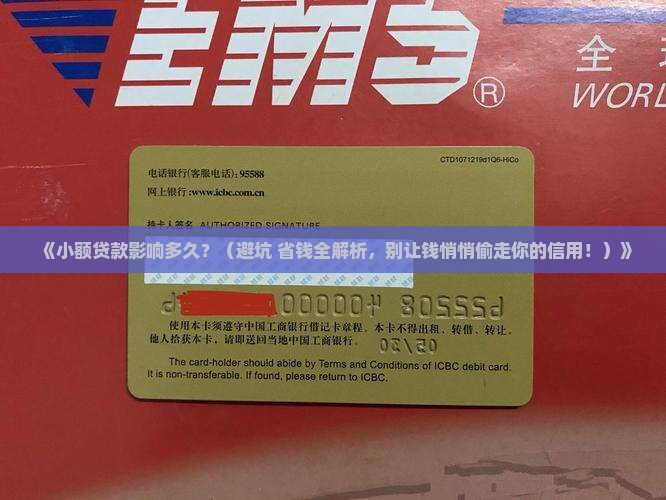 EMS®
全
WORL
CTD1071219d1Q6-HiCo
电话银行(客服电话):95588
网上银行:www.icbc.com.cn
持卡人签名 AUTHORIZED SIGNATURE
《小额贷款影响多久？（避坑 省钱全解析，别让钱悄悄偷走你的信用！）》
使用本卡须遵守中国工商银行借记卡章程。本卡不得出租、转借、转让。
他人拾获本卡，请即送回当地中国工商银行。
The card-holder should abide by Terms and Conditions of ICBC debit card.
It is non-transferable. If found, please return to ICBC.